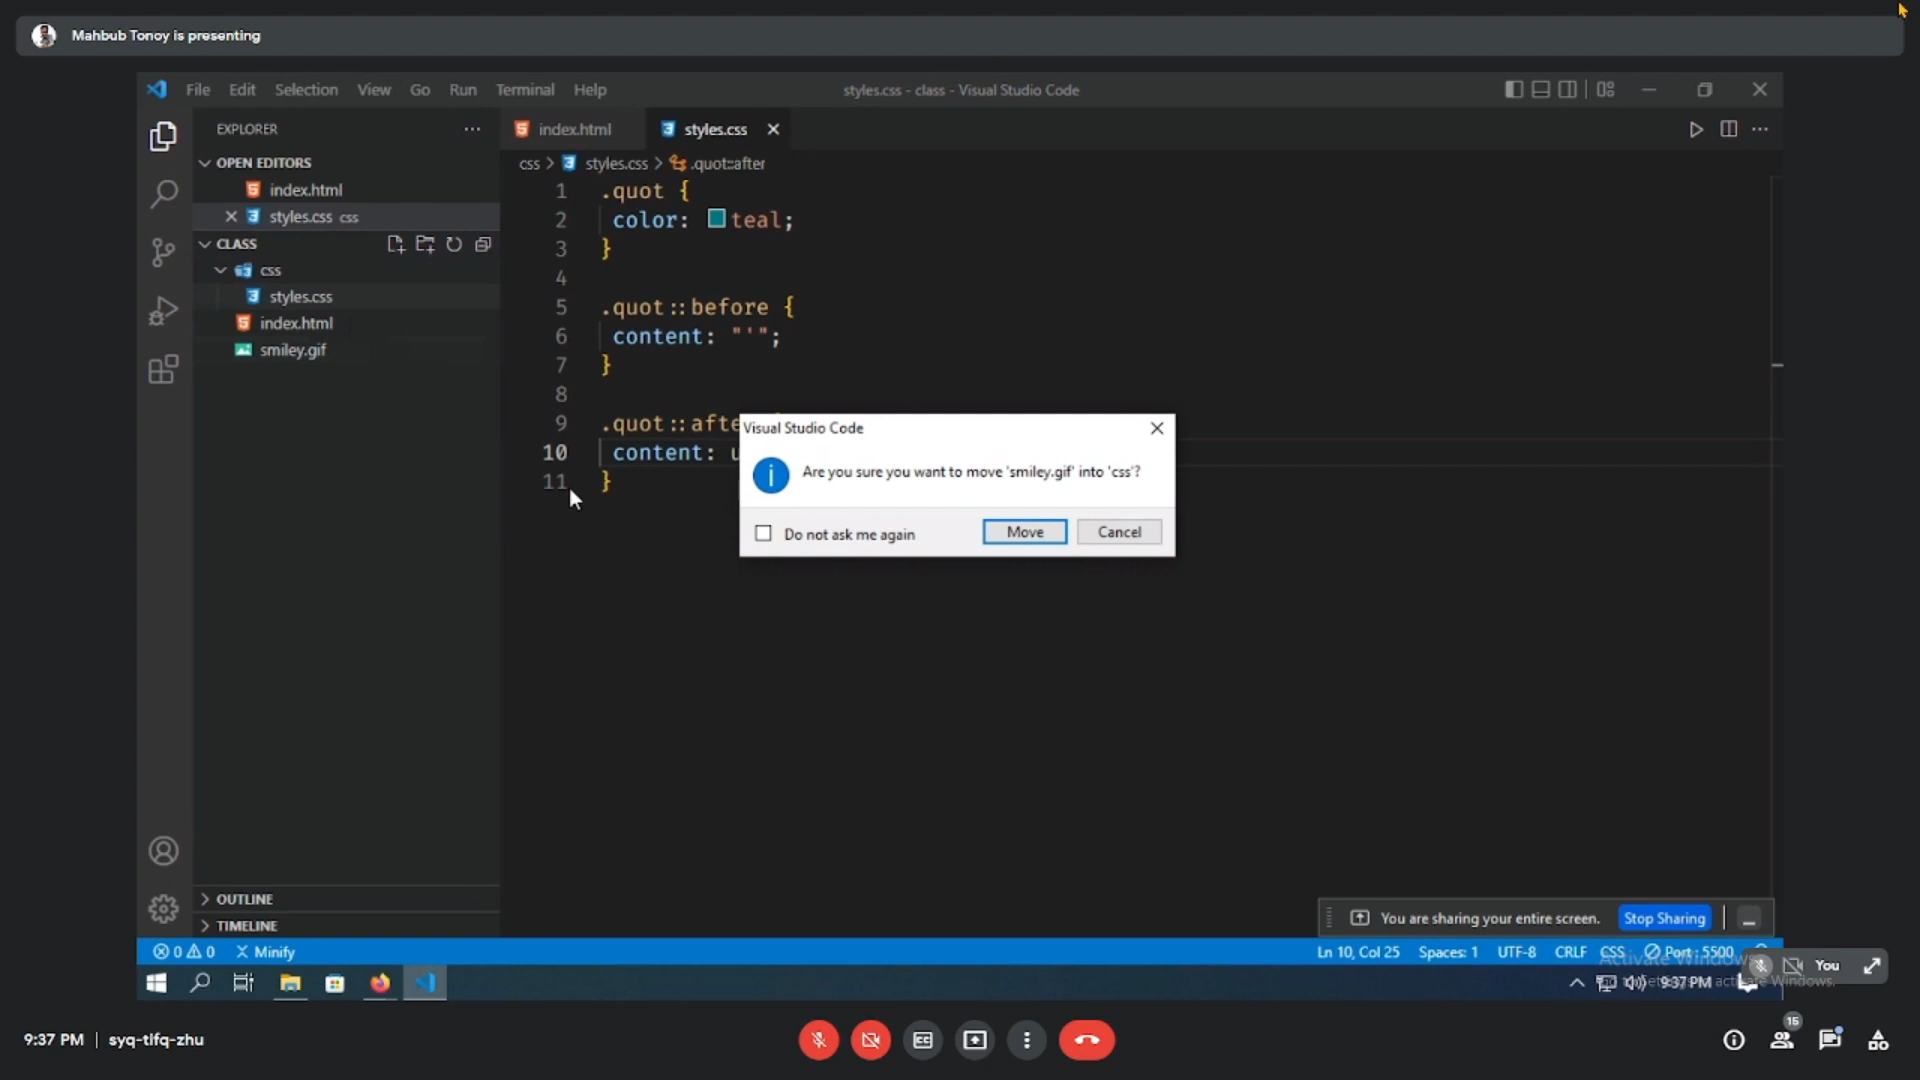 Mahbub Tonoy is presenting
File Edit Selection View Go Run Terminal Help
styles.css - class - Visual Studio Code
EXPLORER
index.html
styles.css
OPEN EDITORS
index.html
styles.css css
CLASS
css
styles.css
index.html
smiley.gif
OUTLINE
TIMELINE
css > styles.css > .quot::after
1 .quot {
2 color: teal;
3 }
4
5 .quot::before {
6 content: "'";
7 }
8
9 .quot::afte
10 content: u
11 }
Visual Studio Code
Are you sure you want to move 'smiley.gif' into 'css'?
Do not ask me again
Move
Cancel
You are sharing your entire screen.
Stop Sharing
0 0 Minify
Ln 10, Col 25 Spaces: 1 UTF-8 CRLF CSS Port : 5500
Activate Windows
9:37 PM
You
9:37 PM | syq-tifq-zhu
CC
15